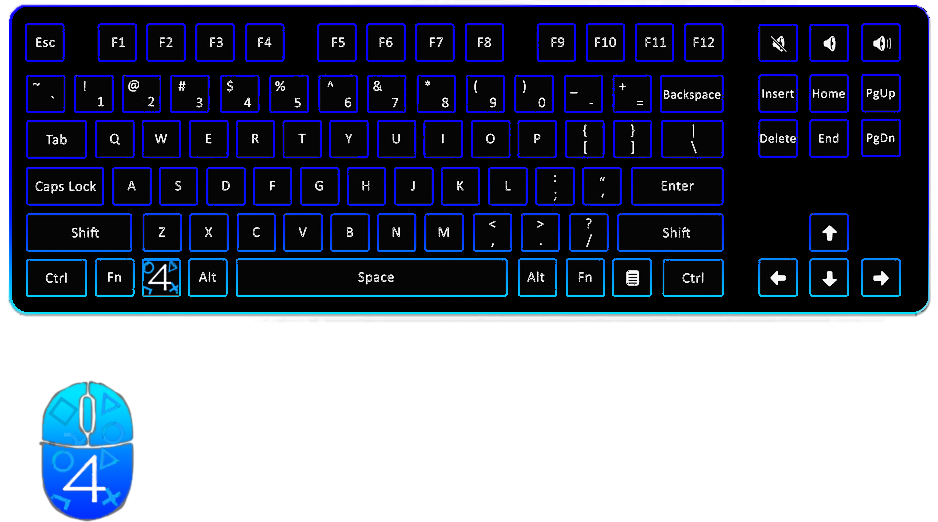 Esc F1 F2 F3 F4 F5 F6 F7 F8 F9 F10 F11 F12
~ ` ! 1 @ 2 # 3 $ 4 % 5 ^ 6 & 7 * 8 ( 9 ) 0 _ - + = Backspace Insert Home PgUp
Tab Q W E R T Y U I O P { [ } ] | \ Delete End PgDn
Caps Lock A S D F G H J K L : ; “ , Enter
Shift Z X C V B N M < , > . ? / Shift
Ctrl Fn 4 Alt Space Alt Fn Ctrl
4